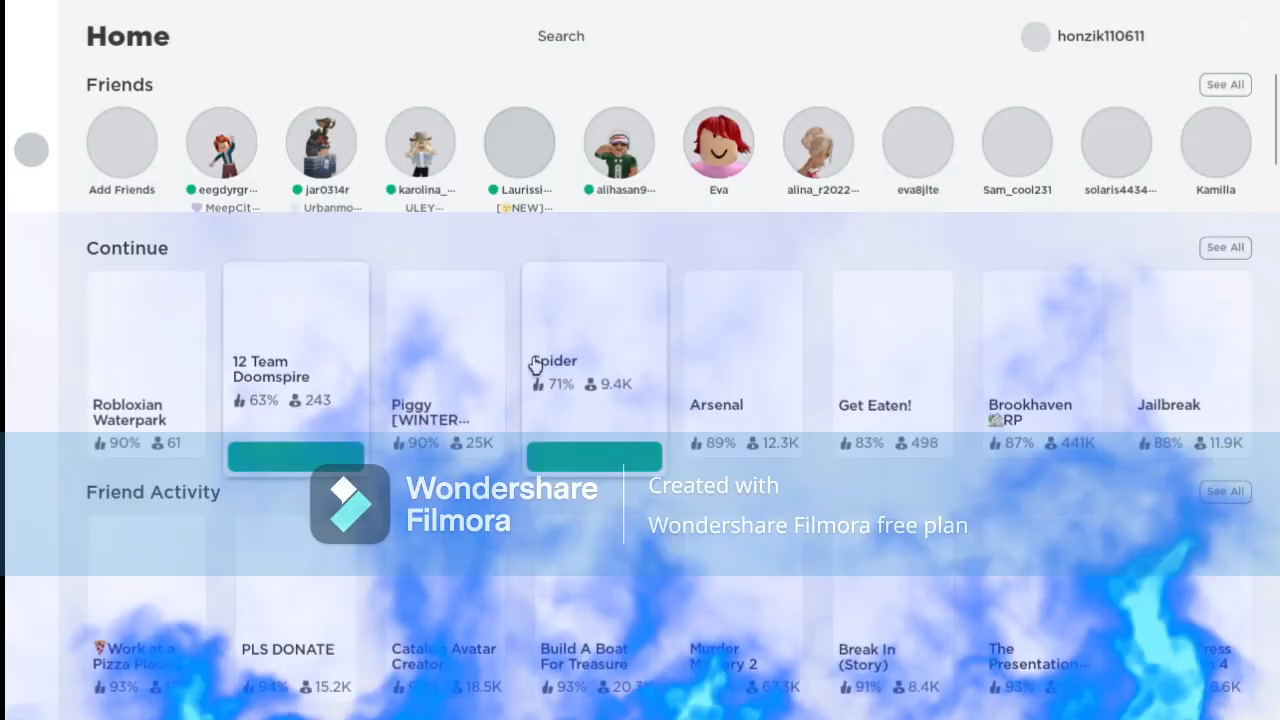 Home
Search
honzik110611
Friends
See All
Add Friends
eegdyrgr...
jar0314r
karolina_...
Laurissi...
alihasan9...
Eva
alina_r2022...
eva8jlte
Sam_cool231
solaris4434...
Kamilla
MeepCit...
Urbanmo...
ULEY...
[☢️NEW]...
Continue
See All
Robloxian
Waterpark
90% 61
12 Team
Doomspire
63% 243
Piggy
[WINTER...
90% 25K
Spider
71% 9.4K
Arsenal
89% 12.3K
Get Eaten!
83% 498
Brookhaven
🏡RP
87% 441K
Jailbreak
88% 11.9K
Friend Activity
See All
Wondershare
Filmora
Created with
Wondershare Filmora free plan
🍕Work at a
Pizza Place
93%
PLS DONATE
94% 15.2K
Catalog Avatar
Creator
18.5K
Build A Boat
For Treasure
93%
Murder
Mystery 2
67.3K
Break In
(Story)
91% 8.4K
The
Presentation...
93%